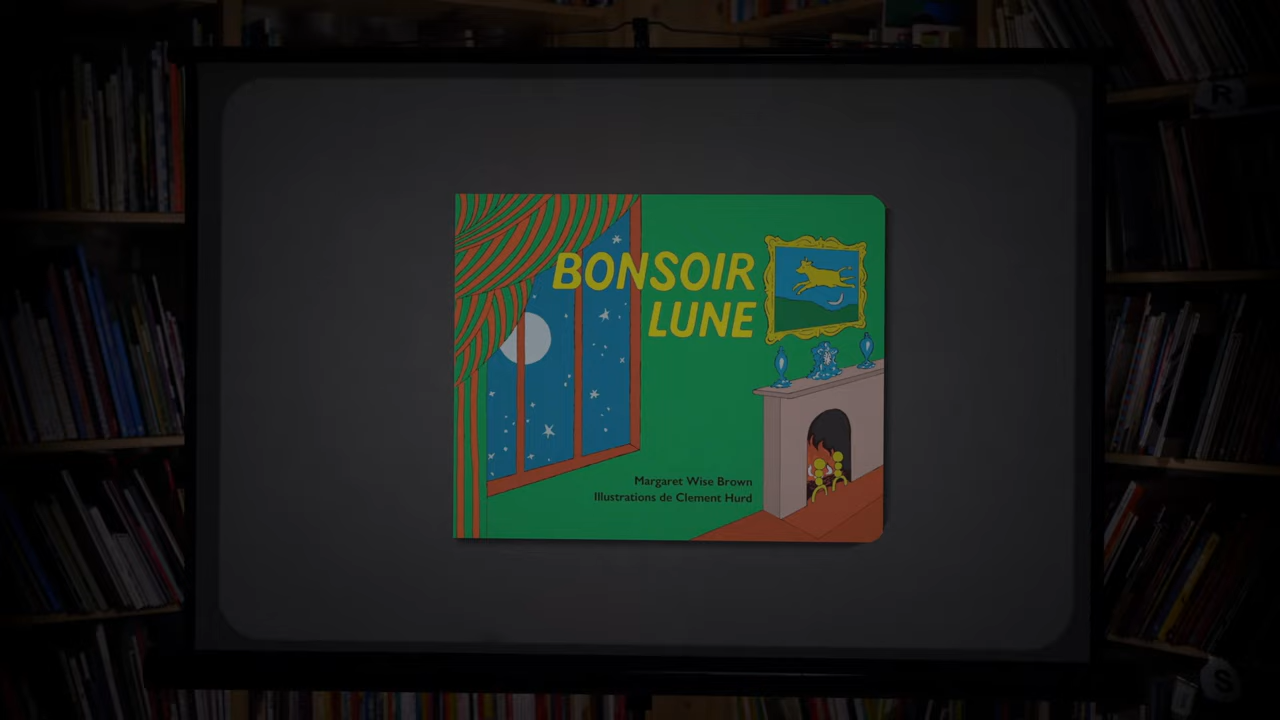 R
BONSOIR
LUNE
Margaret Wise Brown
Illustrations de Clement Hurd
S